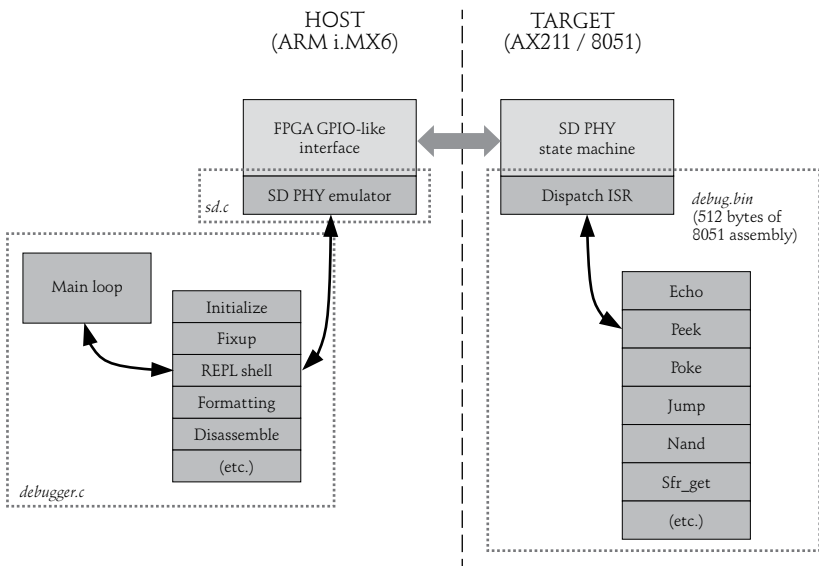 HOST
(ARM i.MX6)
TARGET
(AX211 / 8051)
FPGA GPIO-like
interface
SD PHY emulator
sd.c
SD PHY
state machine
Dispatch ISR
debug.bin
(512 bytes of
8051 assembly)
Main loop
Initialize
Fixup
REPL shell
Formatting
Disassemble
(etc.)
debugger.c
Echo
Peek
Poke
Jump
Nand
Sfr_get
(etc.)